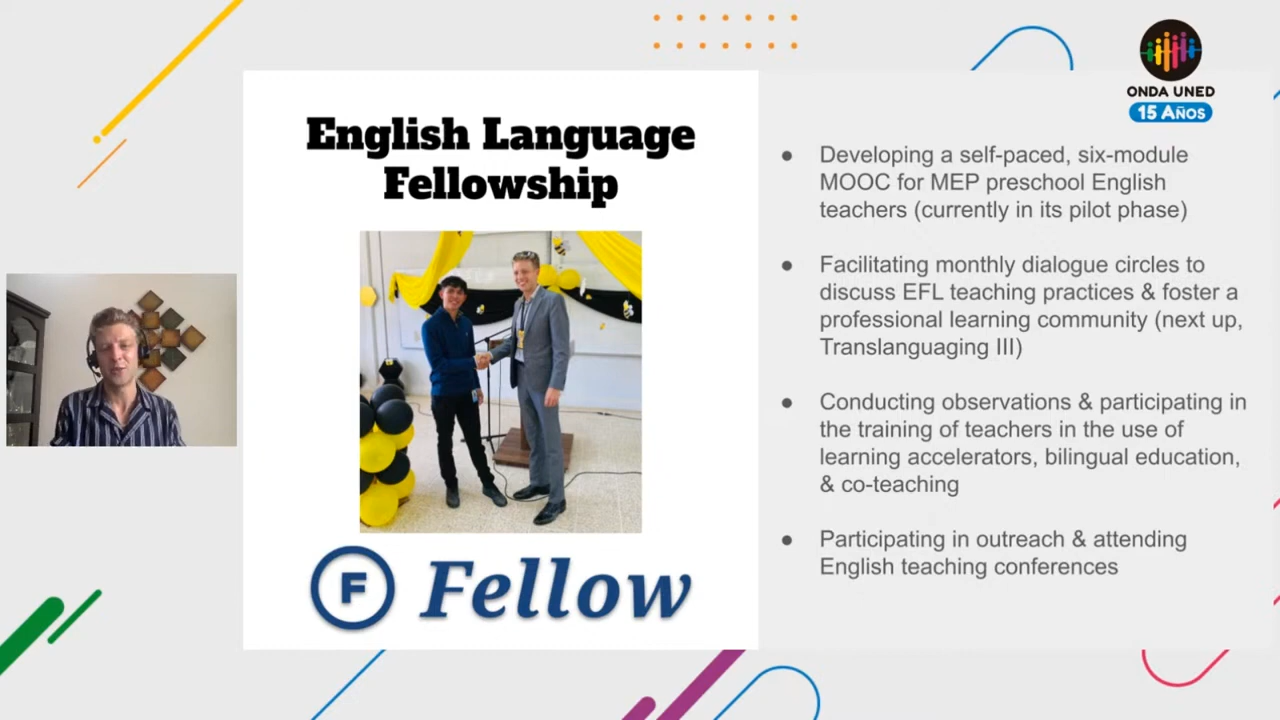 ONDA UNED
15 AÑOS
English Language
Fellowship
F Fellow
● Developing a self-paced, six-module
MOOC for MEP preschool English
teachers (currently in its pilot phase)
● Facilitating monthly dialogue circles to
discuss EFL teaching practices & foster a
professional learning community (next up,
Translanguaging III)
● Conducting observations & participating in
the training of teachers in the use of
learning accelerators, bilingual education,
& co-teaching
● Participating in outreach & attending
English teaching conferences